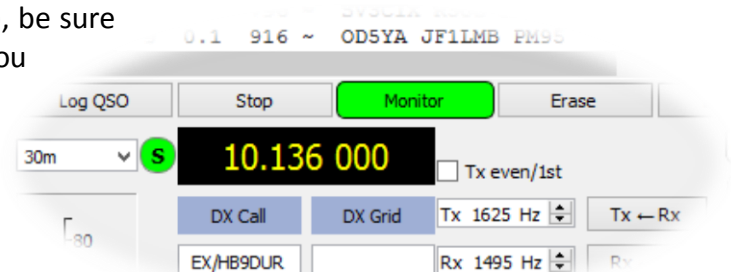 , be sure
ou
0.1 916 ~ OD5YA JF1LMB PM95
Log QSO Stop Monitor Erase
30m S 10.136 000 Tx even/1st
DX Call DX Grid Tx 1625 Hz Tx ← Rx
-80
EX/HB9DUR Rx 1495 Hz